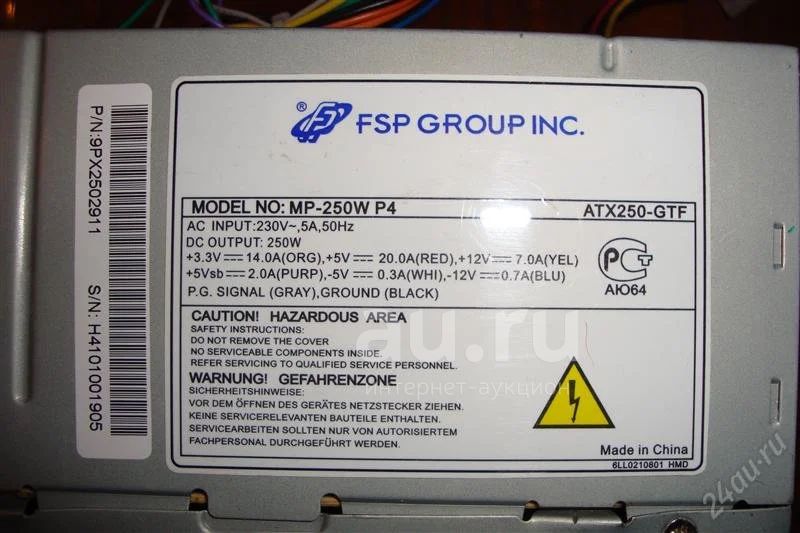 P/N:9PX2502911
S/N: H4101001905
® FSP GROUP INC.
MODEL NO: MP-250W P4 ATX250-GTF
AC INPUT:230V~,5A,50Hz
DC OUTPUT: 250W
+3.3V⎓14.0A(ORG),+5V⎓20.0A(RED),+12V⎓7.0A(YEL)
+5Vsb⎓2.0A(PURP),-5V⎓0.3A(WHI),-12V⎓0.7A(BLU)
P.G. SIGNAL (GRAY),GROUND (BLACK)
РСТ
АЮ64
CAUTION! HAZARDOUS AREA
SAFETY INSTRUCTIONS:
DO NOT REMOVE THE COVER
NO SERVICEABLE COMPONENTS INSIDE.
REFER SERVICING TO QUALIFIED SERVICE PERSONNEL.
WARNUNG! GEFAHRENZONE
SICHERHEITSHINWEIS:
VOR DEM ÖFFNEN DES GERÄTES NETZSTECKER ZIEHEN.
KEINE SERVICERELEVANTEN BAUTEILE ENTHALTEN.
SERVICEARBEITEN SOLLTEN NUR VON AUTORISIERTEM
FACHPERSONAL DURCHGEFÜHRT WERDEN.
Made in China
6LL0210801 HMD
au.ru
интернет-аукцион
24au.ru